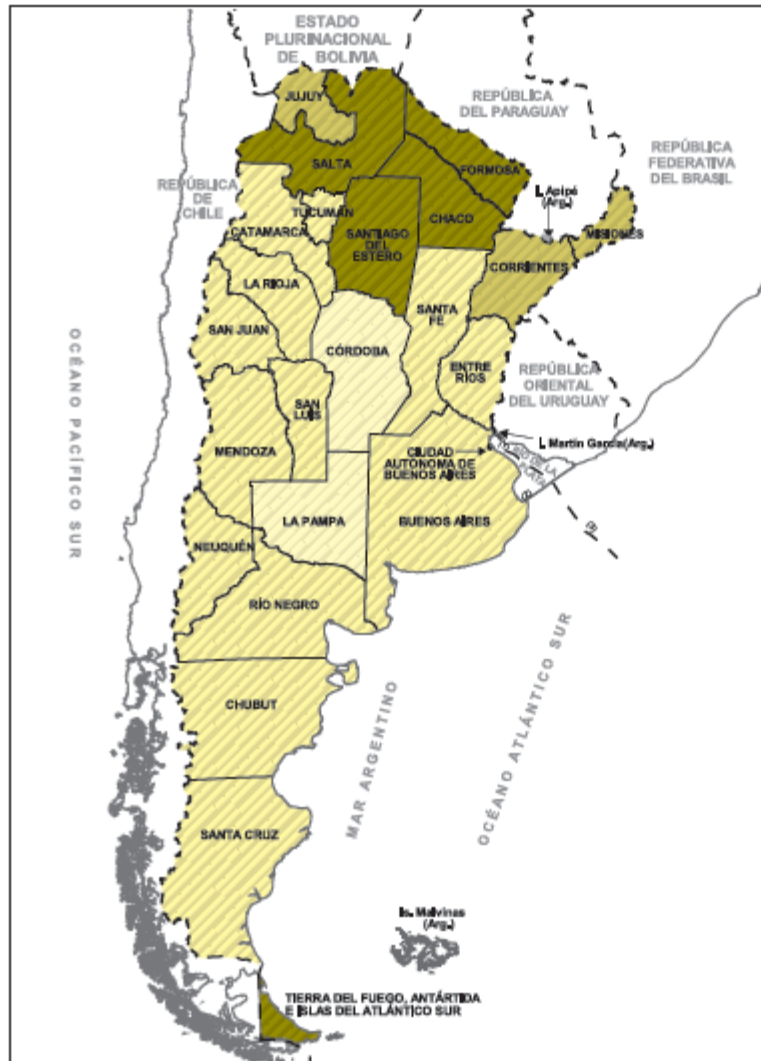 ESTADO
PLURINACIONAL
DE BOLIVIA
JUJUY
REPÚBLICA
DEL PARAGUAY
REPÚBLICA
FEDERATIVA
DEL BRASIL
SALTA
FORMOSA
REPÚBLICA
DE
CHILE
I. Apipé
(Arg.)
TUCUMÁN
CHACO
CATAMARCA
SANTIAGO
DEL
ESTERO
MISIONES
CORRIENTES
LA RIOJA
SANTA
FE
SAN JUAN
CÓRDOBA
ENTRE
RÍOS
REPÚBLICA
ORIENTAL
DEL URUGUAY
SAN
LUIS
OCÉANO PACÍFICO SUR
MENDOZA
I. Martín García(Arg.)
CIUDAD
AUTÓNOMA DE
BUENOS AIRES
LA PAMPA
BUENOS AIRES
NEUQUÉN
RÍO NEGRO
CHUBUT
MAR ARGENTINO
OCÉANO ATLÁNTICO SUR
SANTA CRUZ
Is. Malvinas
(Arg.)
TIERRA DEL FUEGO, ANTÁRTIDA
E ISLAS DEL ATLÁNTICO SUR